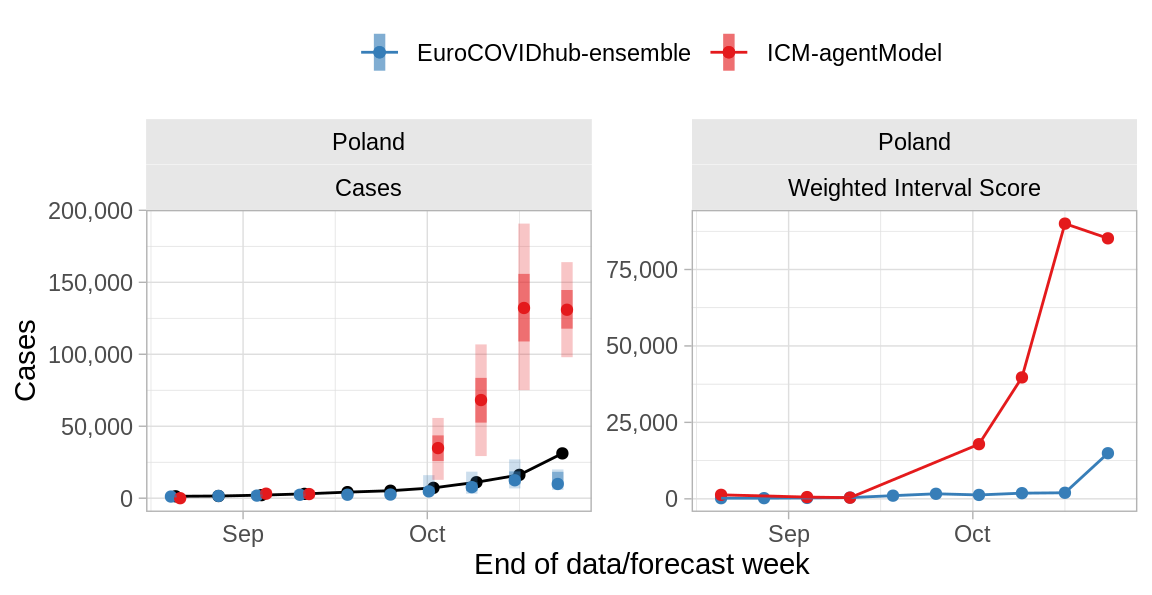 EuroCOVIDhub-ensemble ICM-agentModel
Poland
Cases
200,000
150,000
100,000
50,000
0
Cases
Sep Oct
Poland
Weighted Interval Score
75,000
50,000
25,000
0
Sep Oct
End of data/forecast week